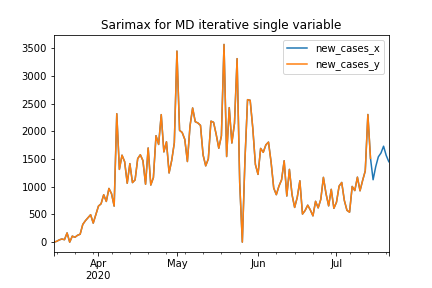 Sarimax for MD iterative single variable
new_cases_x
new_cases_y
3500
3000
2500
2000
1500
1000
500
0
Apr
2020
May
Jun
Jul